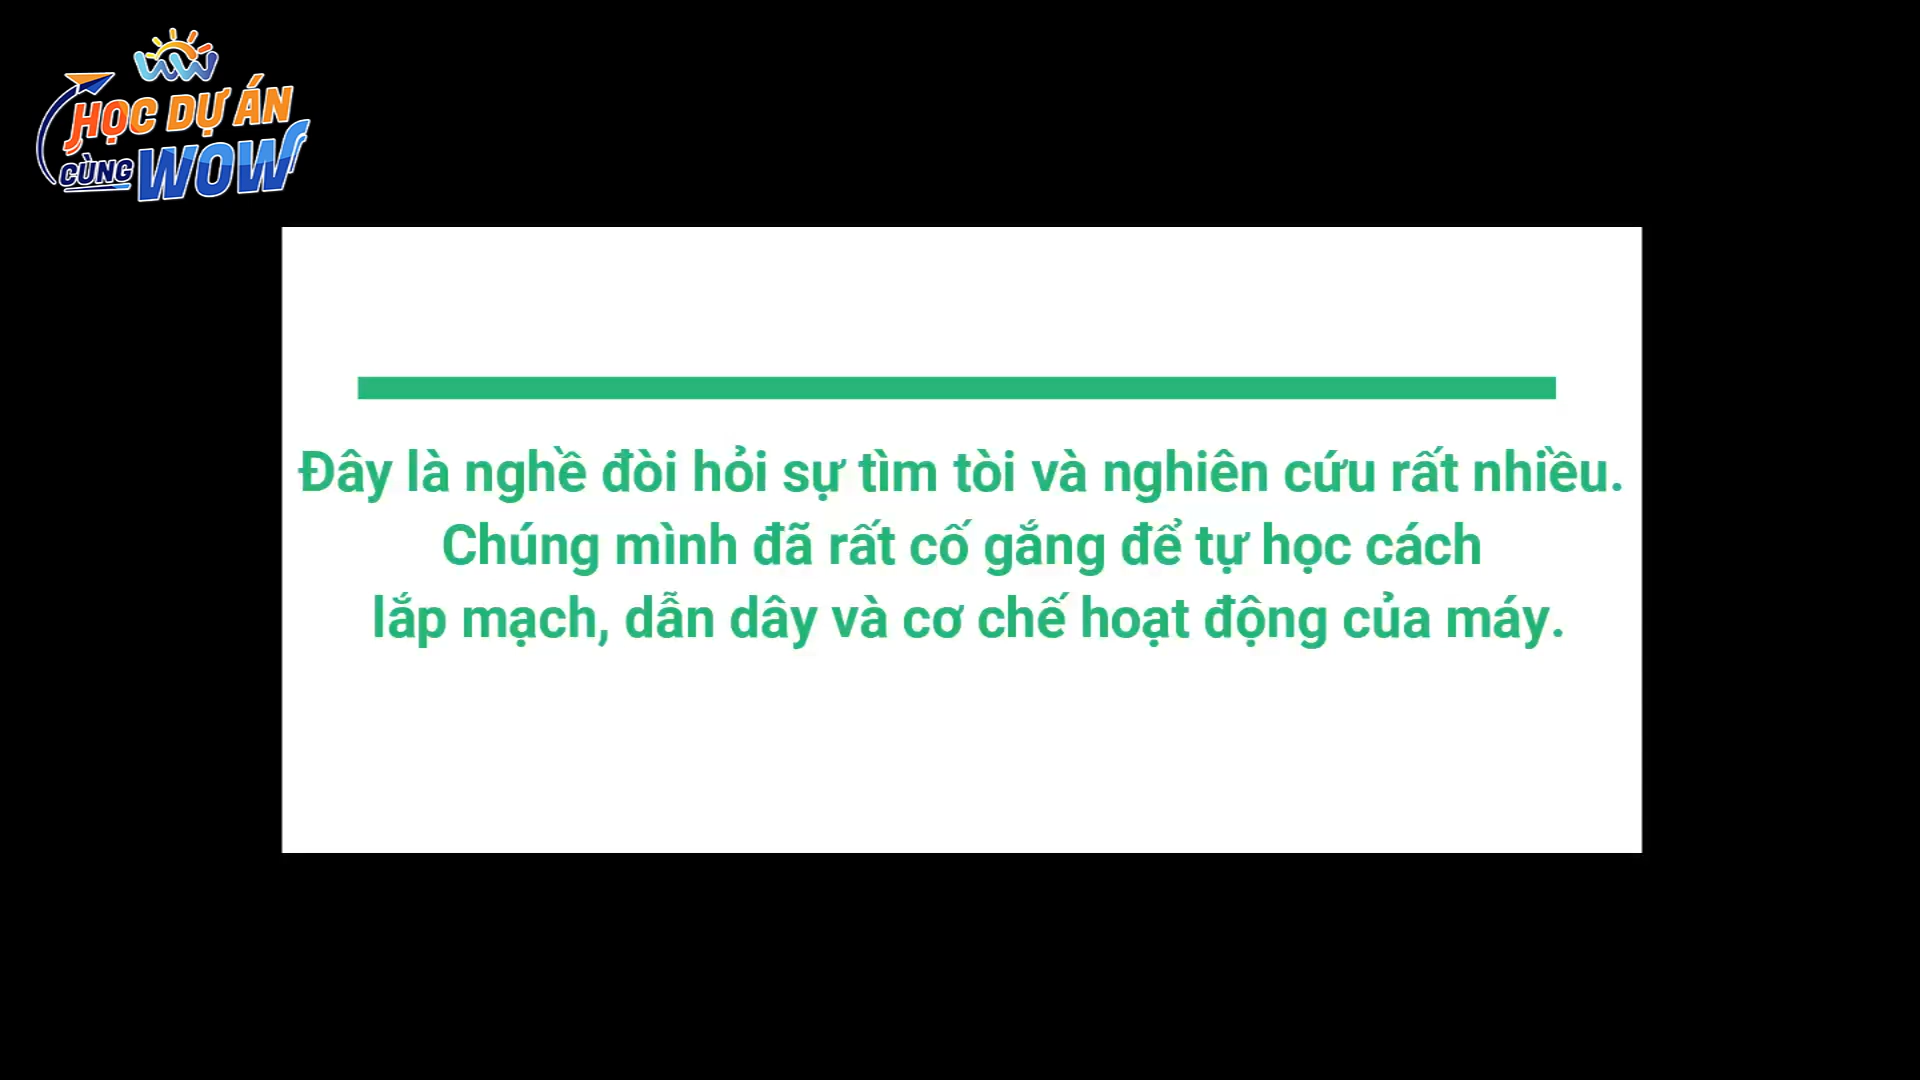 HỌC DỰ ÁN
CÙNG WOW
Đây là nghề đòi hỏi sự tìm tòi và nghiên cứu rất nhiều.
Chúng mình đã rất cố gắng để tự học cách
lắp mạch, dẫn dây và cơ chế hoạt động của máy.